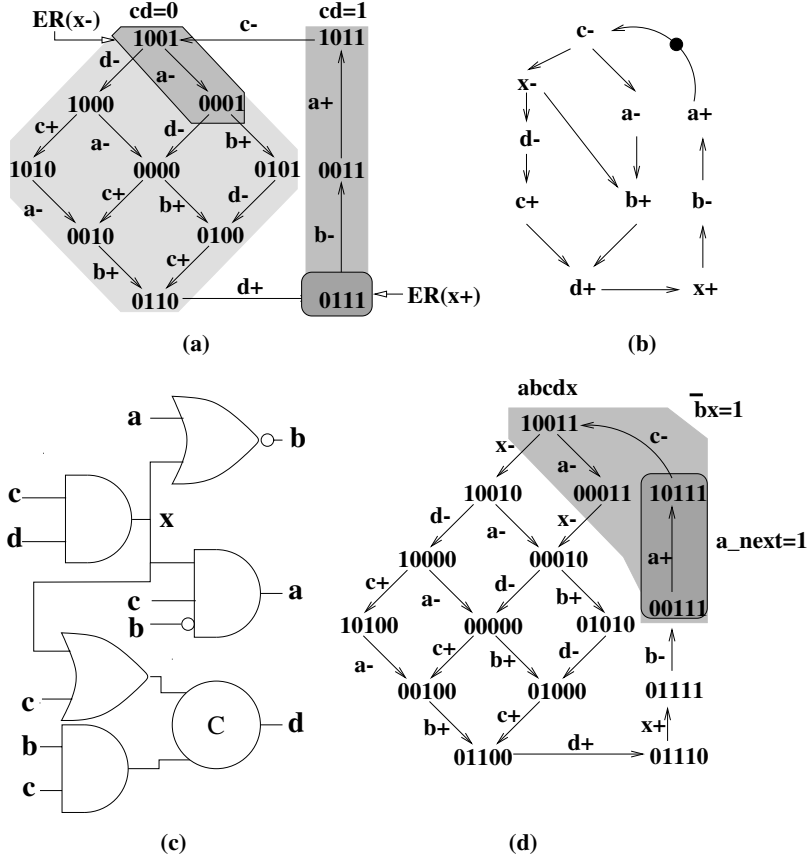 cd=0 cd=1
ER(x-) 1001 c- 1011
d- a-
1000 0001 a+
c+ a- d- b+
1010 0000 0101 0011
a- c+ b+ d-
0010 0100 b-
b+ c+
0110 d+ 0111 ER(x+)
(a)
c-
x- a- a+
d-
c+ b+ b-
d+ x+
(b)
a b
c
d x
c a
b
c
b C d
c
(c)
abcdx b̄x=1
10011 c-
x- a-
10010 00011 10111
d- a- x- a_next=1
10000 00010 a+
c+ a- d- b+ 00111
10100 00000 01010
a- c+ b+ d- b-
00100 01000 01111
b+ c+ x+
01100 d+ 01110
(d)